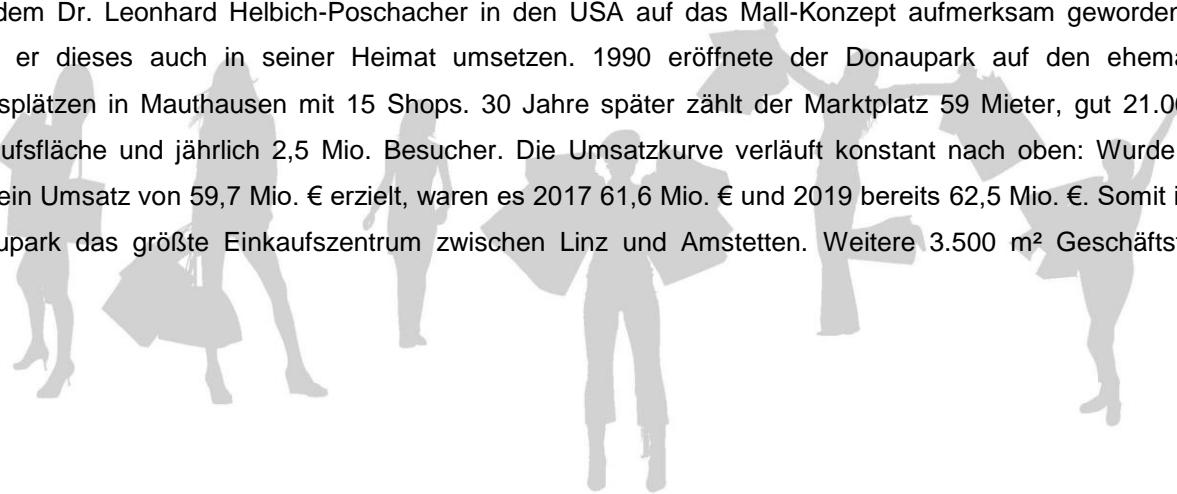 dem Dr. Leonhard Helbich-Poschacher in den USA auf das Mall-Konzept aufmerksam geworden
er dieses auch in seiner Heimat umsetzen. 1990 eröffnete der Donaupark auf den ehema
splätzen in Mauthausen mit 15 Shops. 30 Jahre später zählt der Marktplatz 59 Mieter, gut 21.00
ufsfläche und jährlich 2,5 Mio. Besucher. Die Umsatzkurve verläuft konstant nach oben: Wurde
ein Umsatz von 59,7 Mio. € erzielt, waren es 2017 61,6 Mio. € und 2019 bereits 62,5 Mio. €. Somit i
upark das größte Einkaufszentrum zwischen Linz und Amstetten. Weitere 3.500 m² Geschäfts